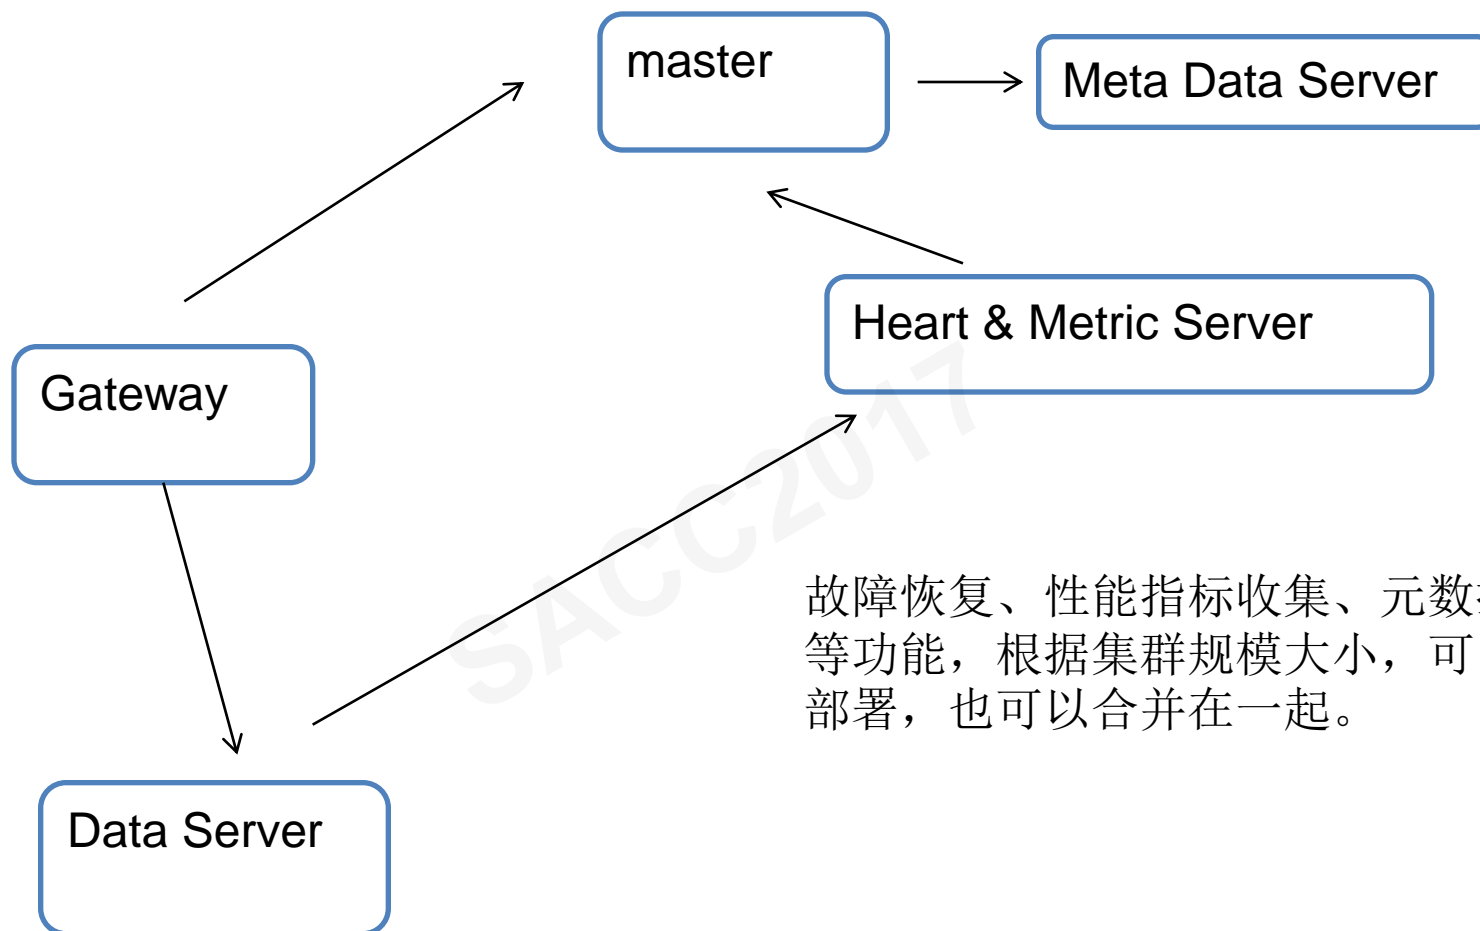 master
Meta Data Server
Heart & Metric Server
Gateway
SACC2017
故障恢复、性能指标收集、元数
等功能，根据集群规模大小，可
部署，也可以合并在一起。
Data Server